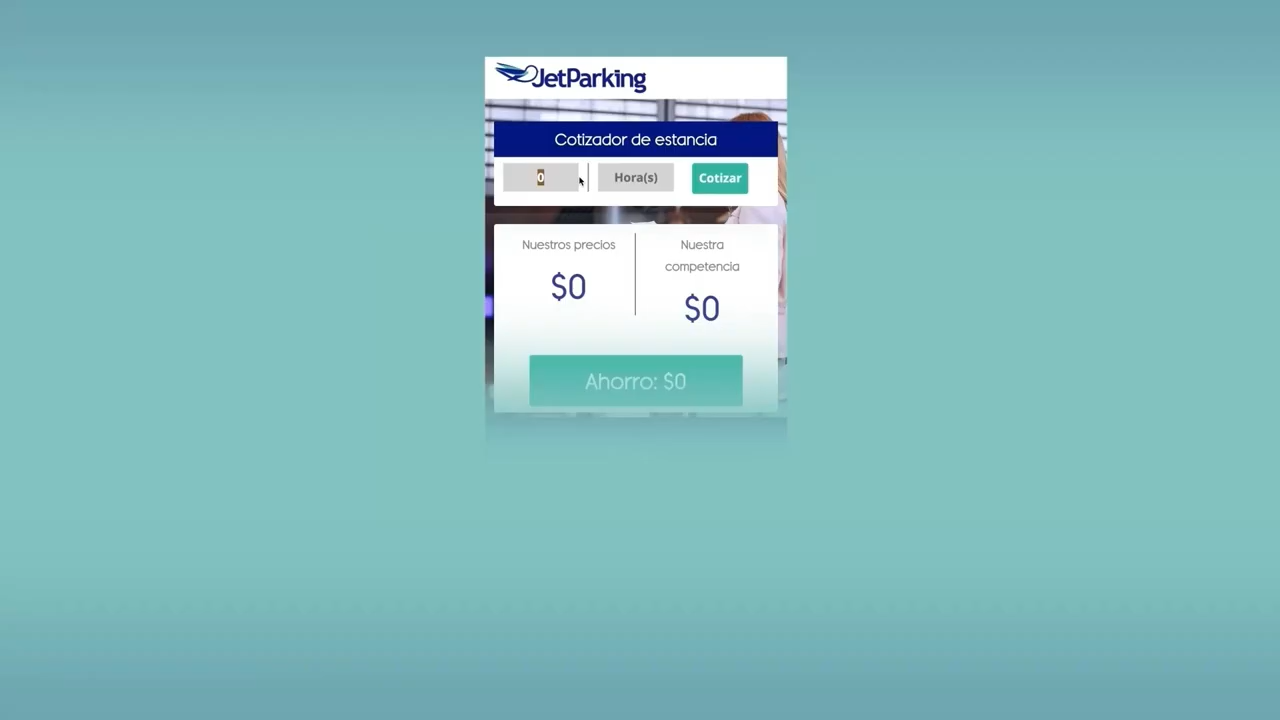 JetParking
Cotizador de estancia
0 Hora(s) Cotizar
Nuestros precios
$0
Nuestra
competencia
$0
Ahorro: $0